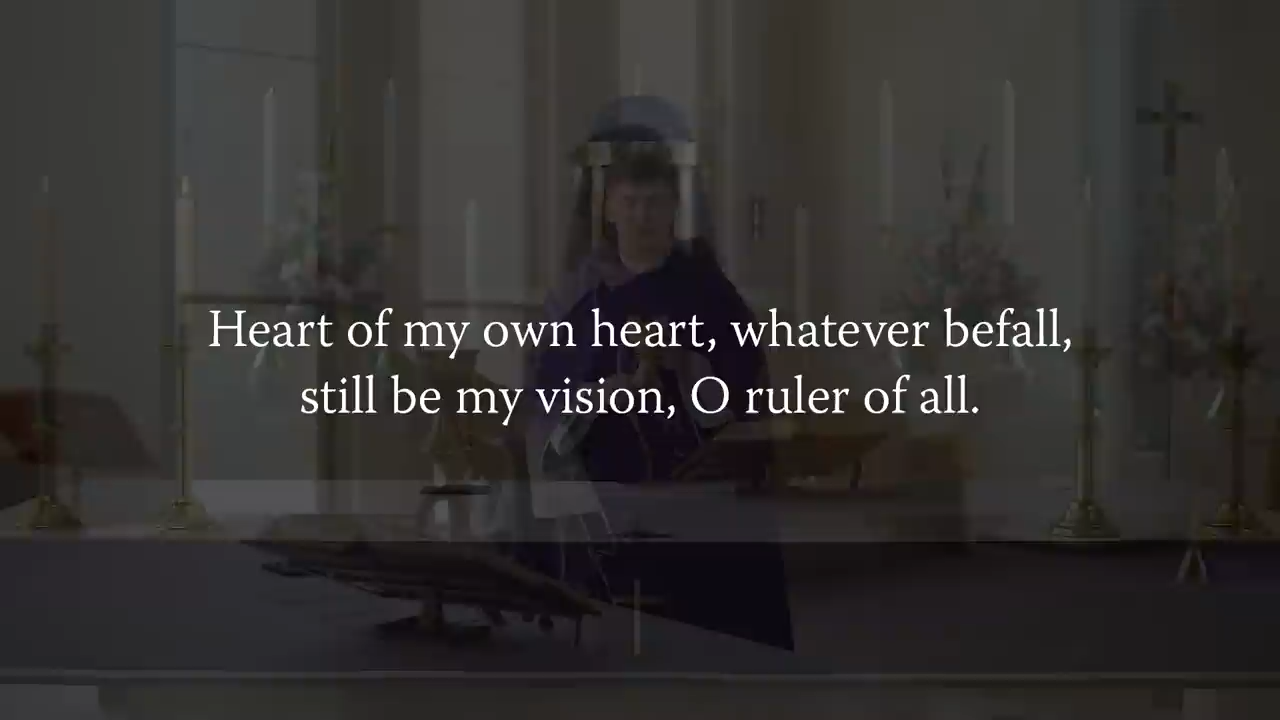 Heart of my own heart, whatever befall,
still be my vision, O ruler of all.